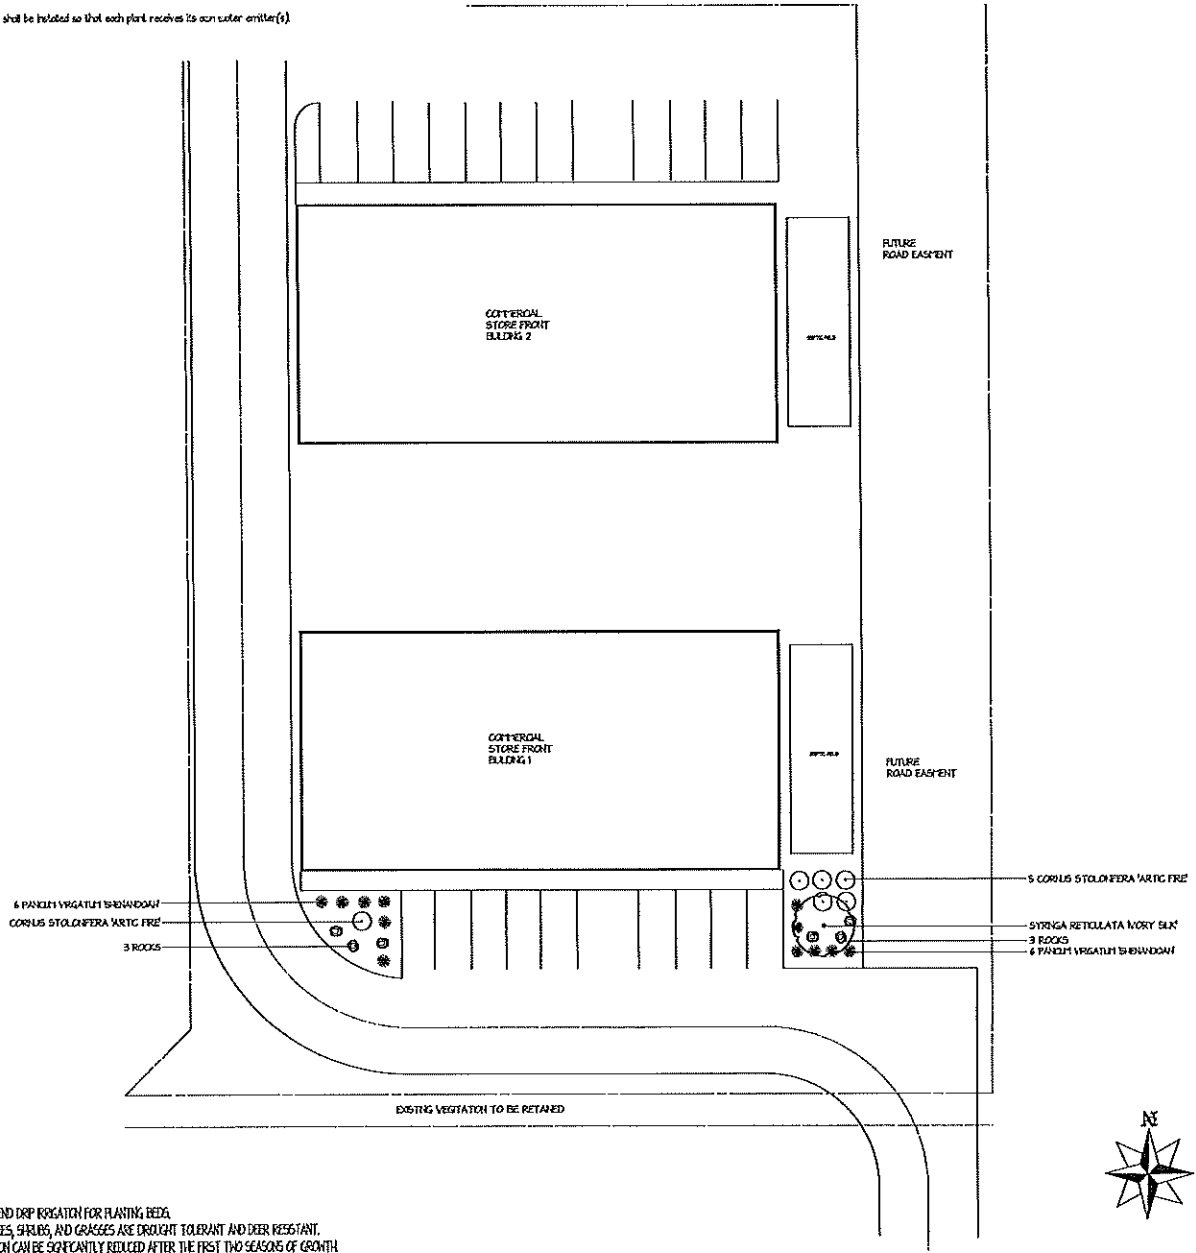 shall be installed so that each plant receives its own water emitter(s).
FUTURE
ROAD EASMENT
COMMERCIAL
STORE FRONT
BUILDING 2
SEPTIC FIELD
COMMERCIAL
STORE FRONT
BUILDING 1
SEPTIC FIELD
FUTURE
ROAD EASMENT
6 PANICUM VIRGATUM 'SHENANDOAH'
CORNUS STOLONIFERA 'ARTIC FIRE'
3 ROCKS
5 CORNUS STOLONIFERA 'ARTIC FIRE'
SYRINGA RETICULATA 'IVORY SILK'
3 ROCKS
6 PANICUM VIRGATUM 'SHENANDOAH'
EXISTING VEGITATION TO BE RETAINED
N
DRIP IRRIGATION FOR PLANTING BEDS.
SHRUBS, AND GRASSES ARE DROUGHT TOLERANT AND DEER RESISTANT.
CAN BE SIGNIFICANTLY REDUCED AFTER THE FIRST TWO SEASONS OF GROWTH